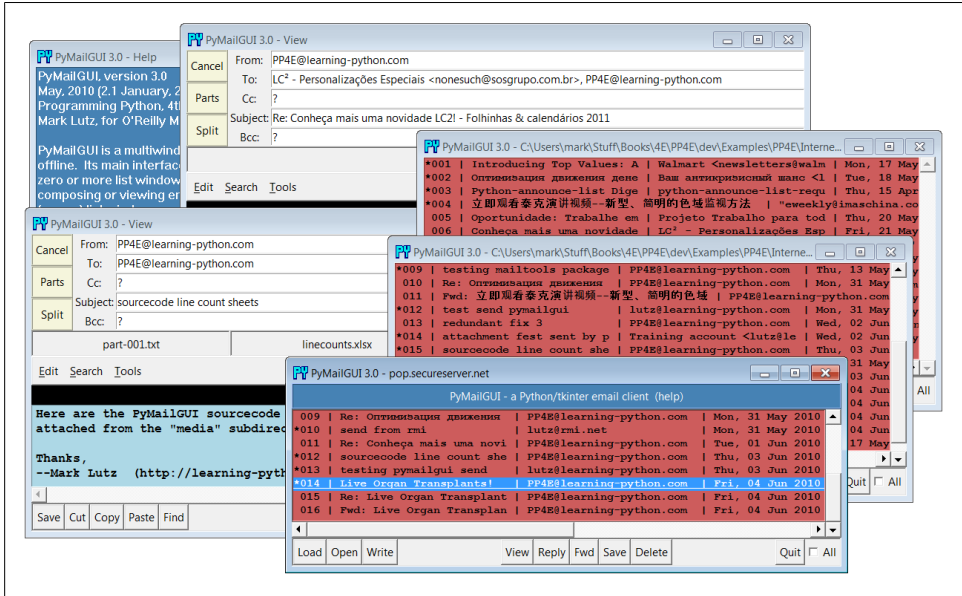 PyMailGUI 3.0 - Help
PyMailGUI, version 3.0
May, 2010 (2.1 January, 2
Programming Python, 4t
Mark Lutz, for O'Reilly M
PyMailGUI is a multiwind
offline. Its main interfac
zero or more list window
composing or viewing e
PyMailGUI 3.0 - View
Cancel
From: PP4E@learning-python.com
To: LC² - Personalizações Especiais <nonesuch@sosgrupo.com.br>, PP4E@learning-python.com
Parts
Cc: ?
Subject: Re: Conheça mais uma novidade LC2! - Folhinhas & calendários 2011
Split
Bcc: ?
Edit Search Tools
PyMailGUI 3.0 - C:\Users\mark\Stuff\Books\4E\PP4E\dev\Examples\PP4E\Interne...
*001 | Introducing Top Values: A | Walmart <newsletters@walm | Mon, 17 May
*002 | Оптимизация движения дене | Ваш антикризисный шанс <l | Tue, 18 May
*003 | Python-announce-list Dige | python-announce-list-requ | Thu, 15 Apr
*004 | 立即观看泰克演讲视频--新型、简明的色域监视方法 | "eweekly@imaschina.co
005 | Oportunidade: Trabalhe em | Projeto Trabalho para tod | Thu, 20 May
006 | Conheça mais uma novidade | LC² - Personalizações Esp | Fri, 21 May
All
PyMailGUI 3.0 - View
Cancel
From: PP4E@learning-python.com
To: PP4E@learning-python.com
Parts
Cc: ?
Subject: sourcecode line count sheets
Split
Bcc: ?
part-001.txt
linecounts.xlsx
Edit Search Tools
Here are the PyMailGUI sourcecode
attached from the "media" subdirec
Thanks,
--Mark Lutz (http://learning-pyth
Save Cut Copy Paste Find
PyMailGUI 3.0 - C:\Users\mark\Stuff\Books\4E\PP4E\dev\Examples\PP4E\Interne...
*009 | testing mailtools package | PP4E@learning-python.com | Thu, 13 May
010 | Re: Оптимизация движения | PP4E@learning-python.com | Mon, 31 May
011 | Fwd: 立即观看泰克演讲视频--新型、简明的色域 | PP4E@learning-python.com
*012 | test send pymailgui | lutz@learning-python.com | Mon, 31 May
013 | redundant fix 3 | PP4E@learning-python.com | Wed, 02 Jun
*014 | attachment fest sent by p | Training account <lutz@le | Wed, 02 Jun
*015 | sourcecode line count she | PP4E@learning-python.com | Thu, 03 Jun
31 May
03 Jun
04 Jun
04 Jun
04 Jun
17 May
Quit All
PyMailGUI 3.0 - pop.secureserver.net
PyMailGUI - a Python/tkinter email client (help)
009 | Re: Оптимизация движения | PP4E@learning-python.com | Mon, 31 May 2010
*010 | send from rmi | lutz@rmi.net | Mon, 31 May 2010
011 | Re: Conheça mais uma novi | PP4E@learning-python.com | Tue, 01 Jun 2010
*012 | sourcecode line count she | PP4E@learning-python.com | Thu, 03 Jun 2010
*013 | testing pymailgui send | lutz@learning-python.com | Thu, 03 Jun 2010
*014 | Live Organ Transplants! | PP4E@learning-python.com | Fri, 04 Jun 2010
015 | Re: Live Organ Transplant | PP4E@learning-python.com | Fri, 04 Jun 2010
016 | Fwd: Live Organ Transplan | PP4E@learning-python.com | Fri, 04 Jun 2010
Load Open Write View Reply Fwd Save Delete Quit All